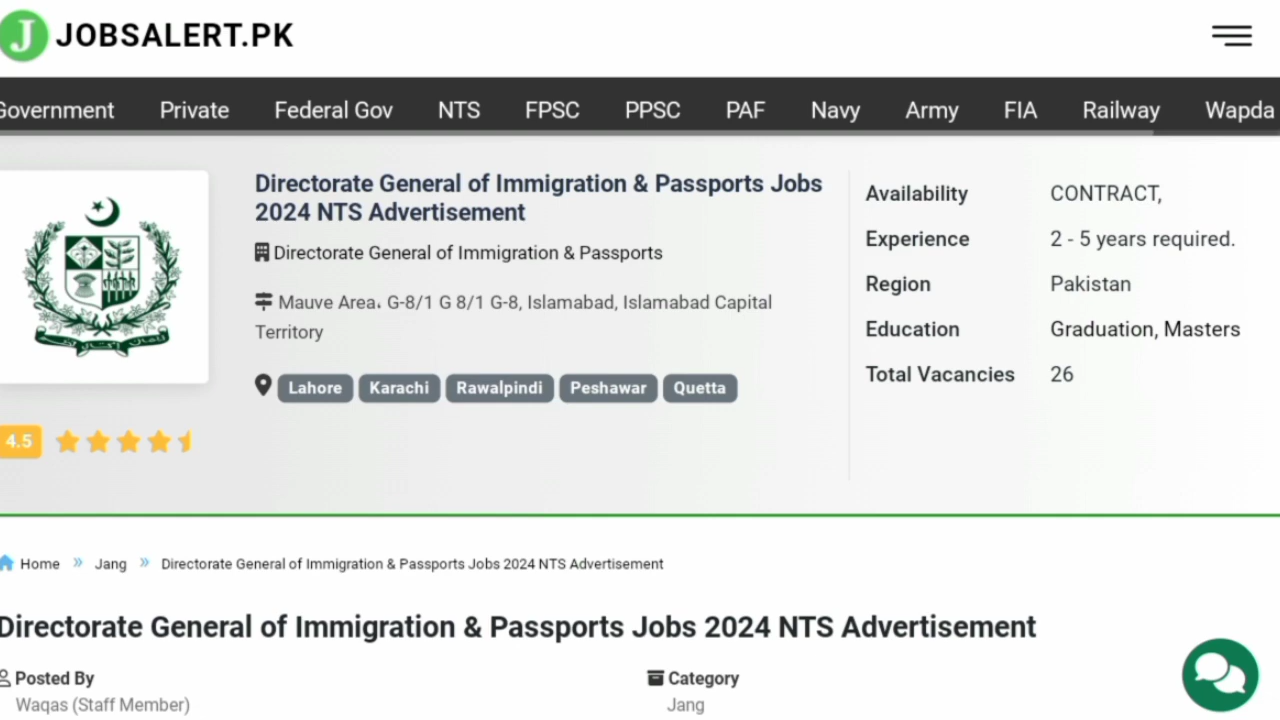 J JOBSALERT.PK
Government Private Federal Gov NTS FPSC PPSC PAF Navy Army FIA Railway Wapda
Directorate General of Immigration & Passports Jobs
2024 NTS Advertisement
Directorate General of Immigration & Passports
Mauve Area، G-8/1 G 8/1 G-8, Islamabad, Islamabad Capital
Territory
Lahore Karachi Rawalpindi Peshawar Quetta
4.5
Availability CONTRACT,
Experience 2 - 5 years required.
Region Pakistan
Education Graduation, Masters
Total Vacancies 26
Home » Jang » Directorate General of Immigration & Passports Jobs 2024 NTS Advertisement
Directorate General of Immigration & Passports Jobs 2024 NTS Advertisement
Posted By
Waqas (Staff Member)
Category
Jang